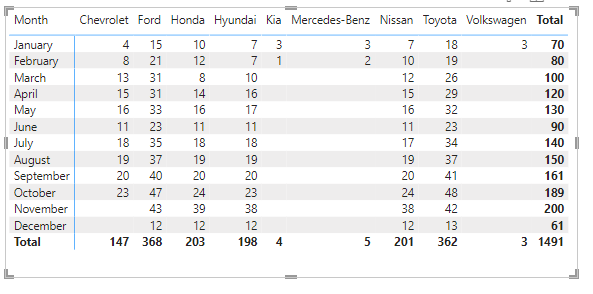 Month Chevrolet Ford Honda Hyundai Kia Mercedes-Benz Nissan Toyota Volkswagen Total
January 4 15 10 7 3 3 7 18 3 70
February 8 21 12 7 1 2 10 19 80
March 13 31 8 10 12 26 100
April 15 31 14 16 15 29 120
May 16 33 16 17 16 32 130
June 11 23 11 11 11 23 90
July 18 35 18 18 17 34 140
August 19 37 19 19 19 37 150
September 20 40 20 20 20 41 161
October 23 47 24 23 24 48 189
November 43 39 38 38 42 200
December 12 12 12 12 13 61
Total 147 368 203 198 4 5 201 362 3 1491